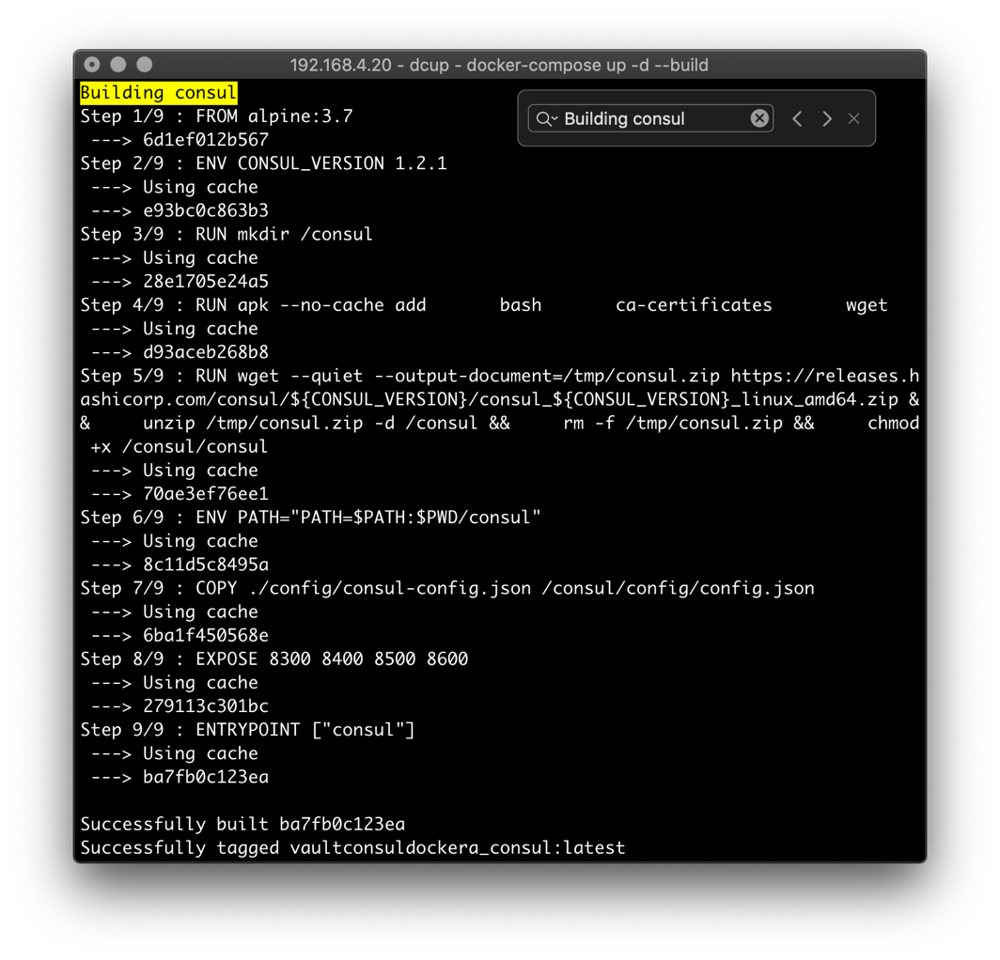 192.168.4.20 - dcup - docker-compose up -d --build
Building consul
Building consul
Step 1/9 : FROM alpine:3.7
 ---> 6d1ef012b567
Step 2/9 : ENV CONSUL_VERSION 1.2.1
 ---> Using cache
 ---> e93bc0c863b3
Step 3/9 : RUN mkdir /consul
 ---> Using cache
 ---> 28e1705e24a5
Step 4/9 : RUN apk --no-cache add       bash       ca-certificates       wget
 ---> Using cache
 ---> d93aceb268b8
Step 5/9 : RUN wget --quiet --output-document=/tmp/consul.zip https://releases.h
ashicorp.com/consul/${CONSUL_VERSION}/consul_${CONSUL_VERSION}_linux_amd64.zip &
&     unzip /tmp/consul.zip -d /consul &&     rm -f /tmp/consul.zip &&     chmod
 +x /consul/consul
 ---> Using cache
 ---> 70ae3ef76ee1
Step 6/9 : ENV PATH="PATH=$PATH:$PWD/consul"
 ---> Using cache
 ---> 8c11d5c8495a
Step 7/9 : COPY ./config/consul-config.json /consul/config/config.json
 ---> Using cache
 ---> 6ba1f450568e
Step 8/9 : EXPOSE 8300 8400 8500 8600
 ---> Using cache
 ---> 279113c301bc
Step 9/9 : ENTRYPOINT ["consul"]
 ---> Using cache
 ---> ba7fb0c123ea

Successfully built ba7fb0c123ea
Successfully tagged vaultconsuldockera_consul:latest